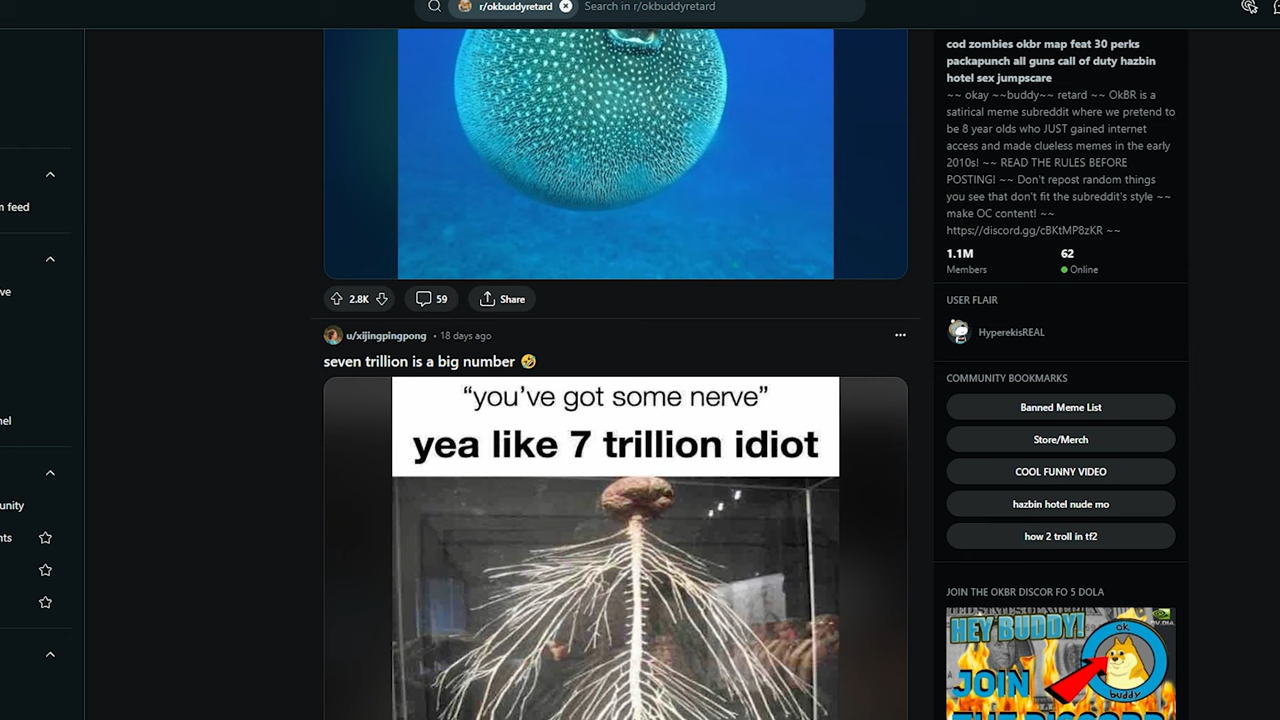 r/okbuddyretard
Search in r/okbuddyretard
cod zombies okbr map feat 30 perks
packapunch all guns call of duty hazbin
hotel sex jumpscare
~~ okay ~~buddy~~ retard ~~ OkBR is a
satirical meme subreddit where we pretend to
be 8 year olds who JUST gained internet
access and made clueless memes in the early
2010s! ~~ READ THE RULES BEFORE
POSTING! ~~ Don't repost random things
you see that don't fit the subreddit's style ~~
make OC content! ~~
https://discord.gg/cBKtMP8zKR ~~
1.1M
Members
62
Online
USER FLAIR
HyperekisREAL
COMMUNITY BOOKMARKS
Banned Meme List
Store/Merch
COOL FUNNY VIDEO
hazbin hotel nude mo
how 2 troll in tf2
JOIN THE OKBR DISCOR FO 5 DOLA
HEY BUDDY!
JOIN
THE DISCORD
ok
buddy
2.8K
59
Share
u/xijingpingpong • 18 days ago
seven trillion is a big number 🤣
“you’ve got some nerve”
yea like 7 trillion idiot
m feed
ve
nel
unity
nts